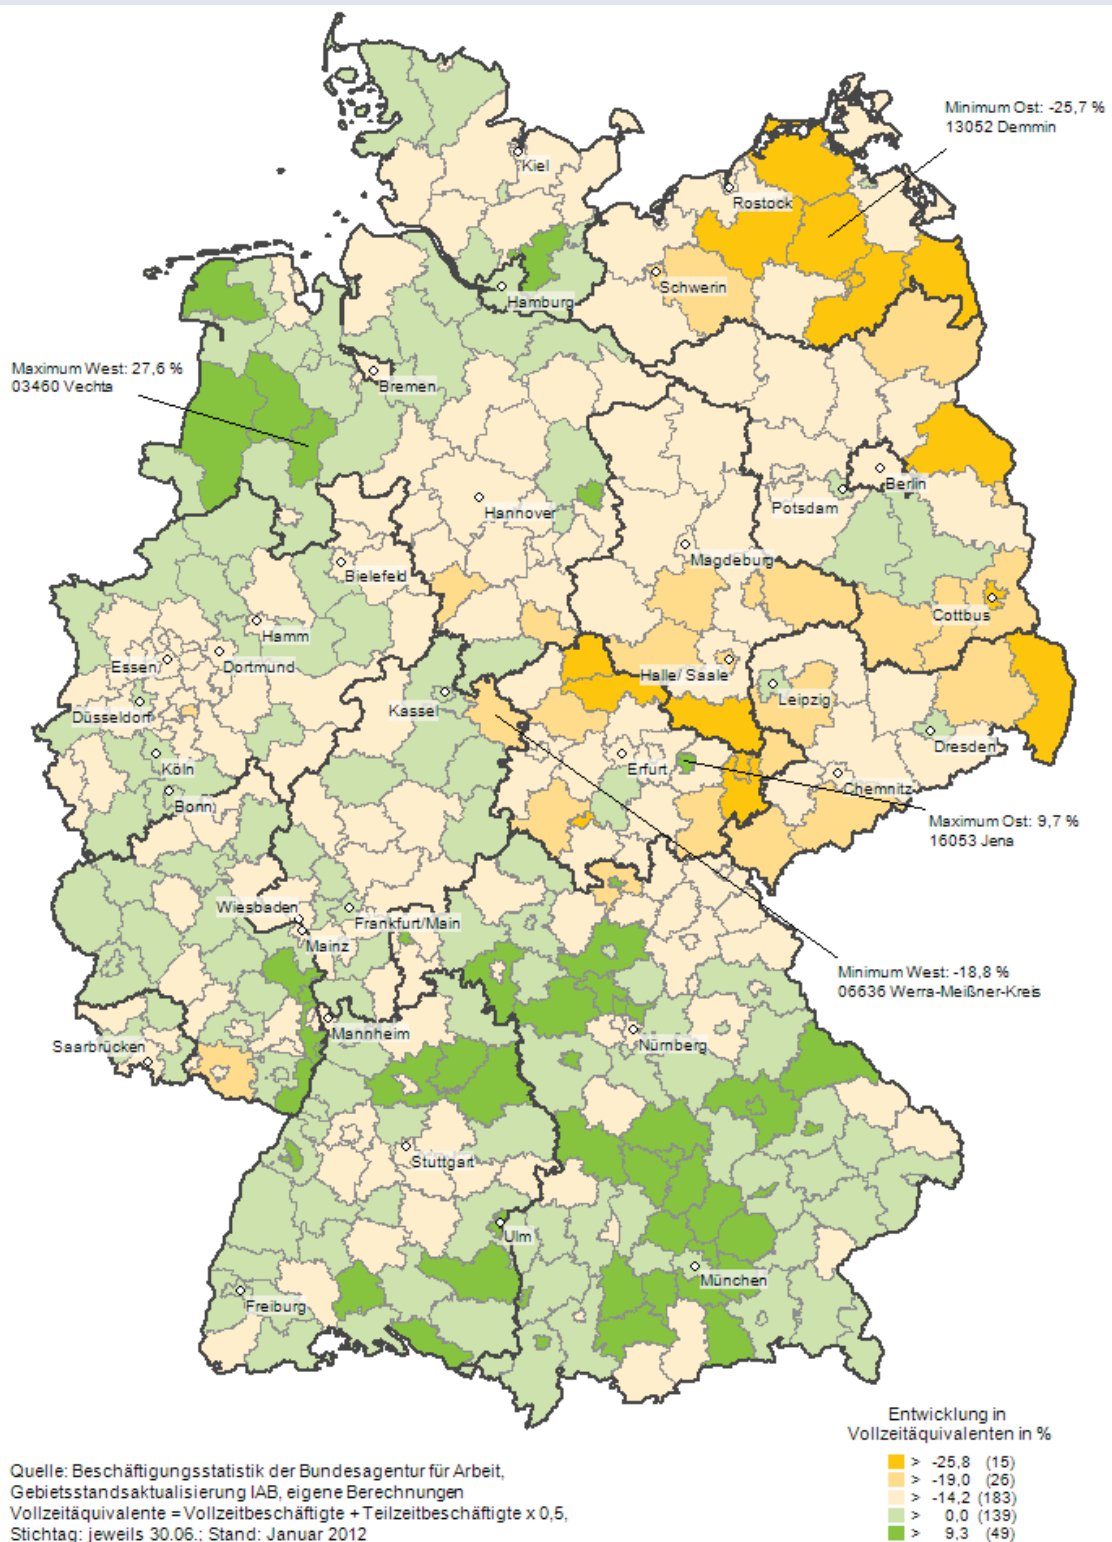 Minimum Ost: -25,7 %
13052 Demmin
Kiel
Rostock
Schwerin
Hamburg
Maximum West: 27,6 %
03460 Vechta
Bremen
Berlin
Potsdam
Hannover
Magdeburg
Bielefeld
Cottbus
Hamm
Essen
Dortmund
Halle/ Saale
Leipzig
Kassel
Düsseldorf
Dresden
Köln
Erfurt
Chemnitz
Bonn
Maximum Ost: 9,7 %
16053 Jena
Wiesbaden
Frankfurt/Main
Mainz
Minimum West: -18,8 %
06636 Werra-Meißner-Kreis
Mannheim
Nürnberg
Saarbrücken
Stuttgart
Ulm
München
Freiburg
Entwicklung in
Vollzeitäquivalenten in %
> -25,8 (15)
> -19,0 (26)
> -14,2 (183)
> 0,0 (139)
> 9,3 (49)
Quelle: Beschäftigungsstatistik der Bundesagentur für Arbeit,
Gebietsstandsaktualisierung IAB, eigene Berechnungen
Vollzeitäquivalente = Vollzeitbeschäftigte + Teilzeitbeschäftigte x 0,5,
Stichtag: jeweils 30.06.; Stand: Januar 2012